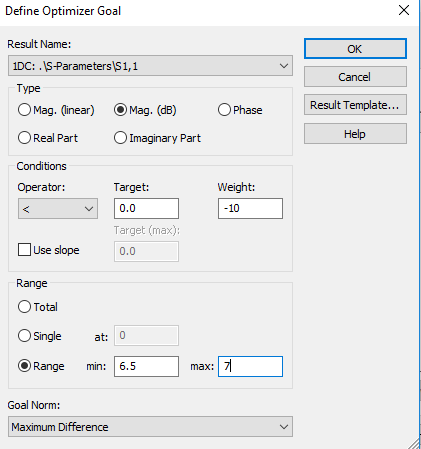 Define Optimizer Goal
Result Name:
1DC: .\S-Parameters\S1,1
OK
Cancel
Result Template...
Help
Type
Mag. (linear) Mag. (dB) Phase
Real Part Imaginary Part
Conditions
Operator: Target: Weight:
< 0.0 -10
Target (max):
Use slope 0.0
Range
Total
Single at: 0
Range min: 6.5 max: 7
Goal Norm:
Maximum Difference